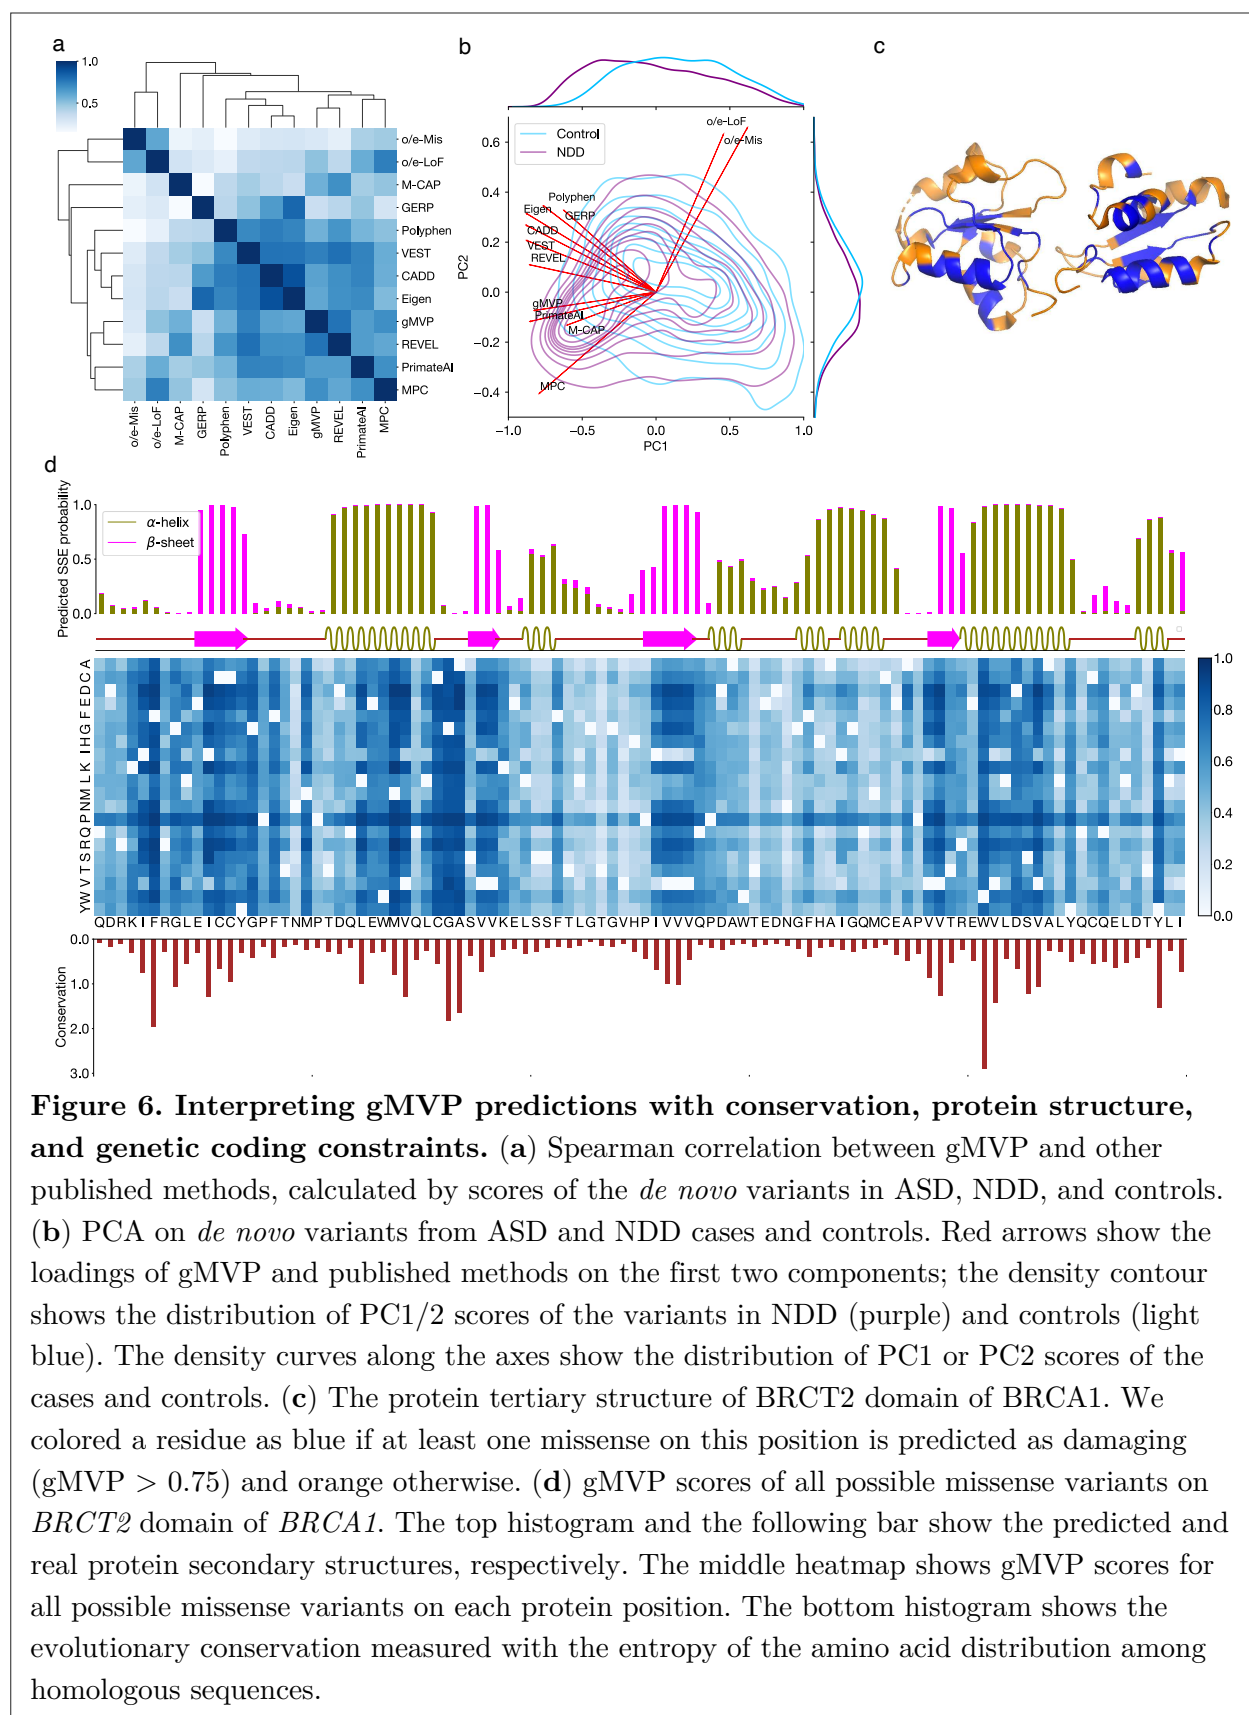 a
1.0
0.5
o/e-Mis
o/e-LoF
M-CAP
GERP
Polyphen
VEST
CADD
Eigen
gMVP
REVEL
PrimateAI
MPC
o/e-Mis
o/e-LoF
M-CAP
GERP
Polyphen
VEST
CADD
Eigen
gMVP
REVEL
PrimateAI
MPC
b
Control
NDD
o/e-LoF
o/e-Mis
Polyphen
Eigen
GERP
CADD
VEST
REVEL
gMVP
PrimateAI
M-CAP
MPC
0.6
0.4
0.2
0.0
−0.2
−0.4
PC2
−1.0 −0.5 0.0 0.5 1.0
PC1
c
d
Predicted SSE probability
1.0
0.5
0.0
α-helix
β-sheet
YWVTSRQPNMLKIHGFEDCA
1.0
0.8
0.6
0.4
0.2
0.0
QDRKIFRGLEICCYGPFTNMPTDQLEWMVQLCGASVVKELSSFTLGTGVHPIVVVQPDAWTEDNGFHAIGQMCEAPVVTREWVLDSVALYQCQELDTYLI
0.0
1.0
2.0
3.0
Conservation
Figure 6. Interpreting gMVP predictions with conservation, protein structure,
and genetic coding constraints. (a) Spearman correlation between gMVP and other
published methods, calculated by scores of the de novo variants in ASD, NDD, and controls.
(b) PCA on de novo variants from ASD and NDD cases and controls. Red arrows show the
loadings of gMVP and published methods on the first two components; the density contour
shows the distribution of PC1/2 scores of the variants in NDD (purple) and controls (light
blue). The density curves along the axes show the distribution of PC1 or PC2 scores of the
cases and controls. (c) The protein tertiary structure of BRCT2 domain of BRCA1. We
colored a residue as blue if at least one missense on this position is predicted as damaging
(gMVP > 0.75) and orange otherwise. (d) gMVP scores of all possible missense variants on
BRCT2 domain of BRCA1. The top histogram and the following bar show the predicted and
real protein secondary structures, respectively. The middle heatmap shows gMVP scores for
all possible missense variants on each protein position. The bottom histogram shows the
evolutionary conservation measured with the entropy of the amino acid distribution among
homologous sequences.